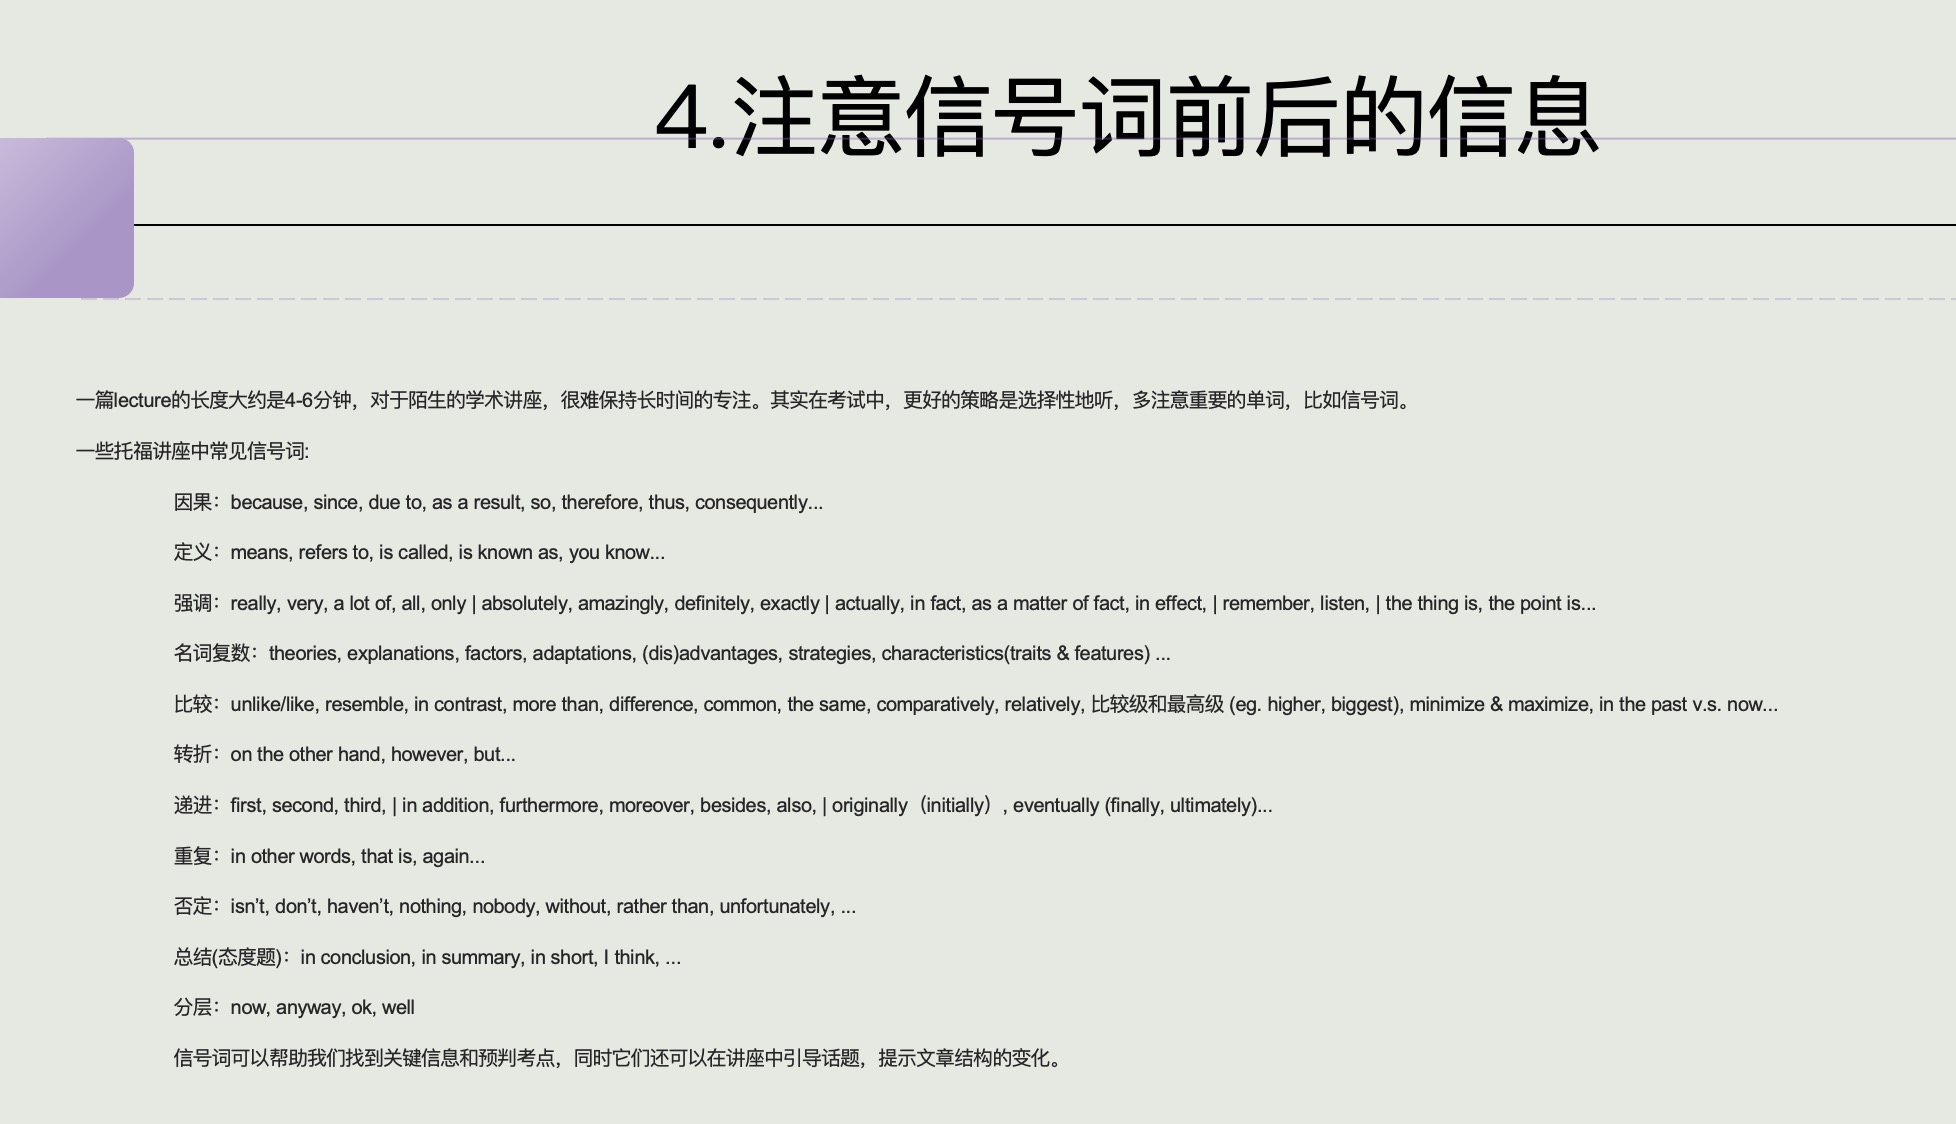 4.注意信号词前后的信息
一篇lecture的长度大约是4-6分钟，对于陌生的学术讲座，很难保持长时间的专注。其实在考试中，更好的策略是选择性地听，多注意重要的单词，比如信号词。
一些托福讲座中常见信号词:
因果：because, since, due to, as a result, so, therefore, thus, consequently...
定义：means, refers to, is called, is known as, you know...
强调：really, very, a lot of, all, only | absolutely, amazingly, definitely, exactly | actually, in fact, as a matter of fact, in effect, | remember, listen, | the thing is, the point is...
名词复数：theories, explanations, factors, adaptations, (dis)advantages, strategies, characteristics(traits & features) ...
比较：unlike/like, resemble, in contrast, more than, difference, common, the same, comparatively, relatively, 比较级和最高级 (eg. higher, biggest), minimize & maximize, in the past v.s. now...
转折：on the other hand, however, but...
递进：first, second, third, | in addition, furthermore, moreover, besides, also, | originally（initially）, eventually (finally, ultimately)...
重复：in other words, that is, again...
否定：isn’t, don’t, haven’t, nothing, nobody, without, rather than, unfortunately, ...
总结(态度题)：in conclusion, in summary, in short, I think, ...
分层：now, anyway, ok, well
信号词可以帮助我们找到关键信息和预判考点，同时它们还可以在讲座中引导话题，提示文章结构的变化。